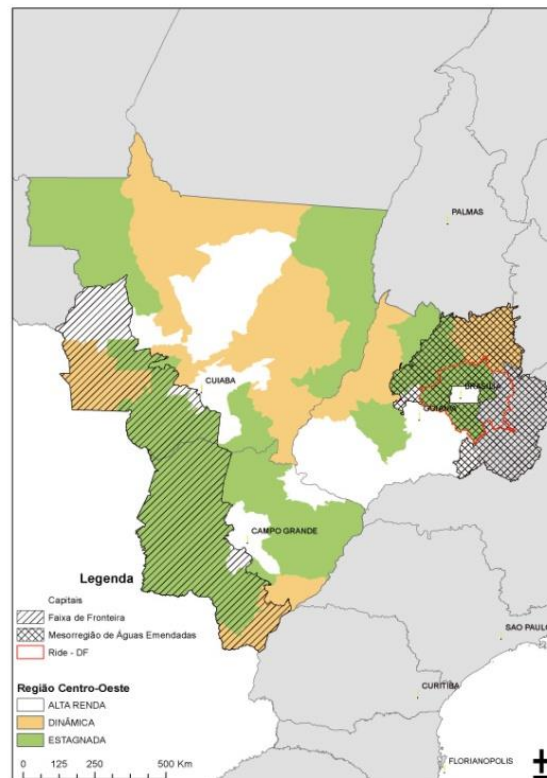 PALMAS
BRASÍLIA
GOIÂNIA
CUIABA
CAMPO GRANDE
SAO PAULO
CURITIBA
FLORIANOPOLIS
Legenda
Capitais
Faixa de Fronteira
Mesorregião de Águas Emendadas
Ride - DF
Região Centro-Oeste
ALTA RENDA
DINÂMICA
ESTAGNADA
0 125 250 500 Km